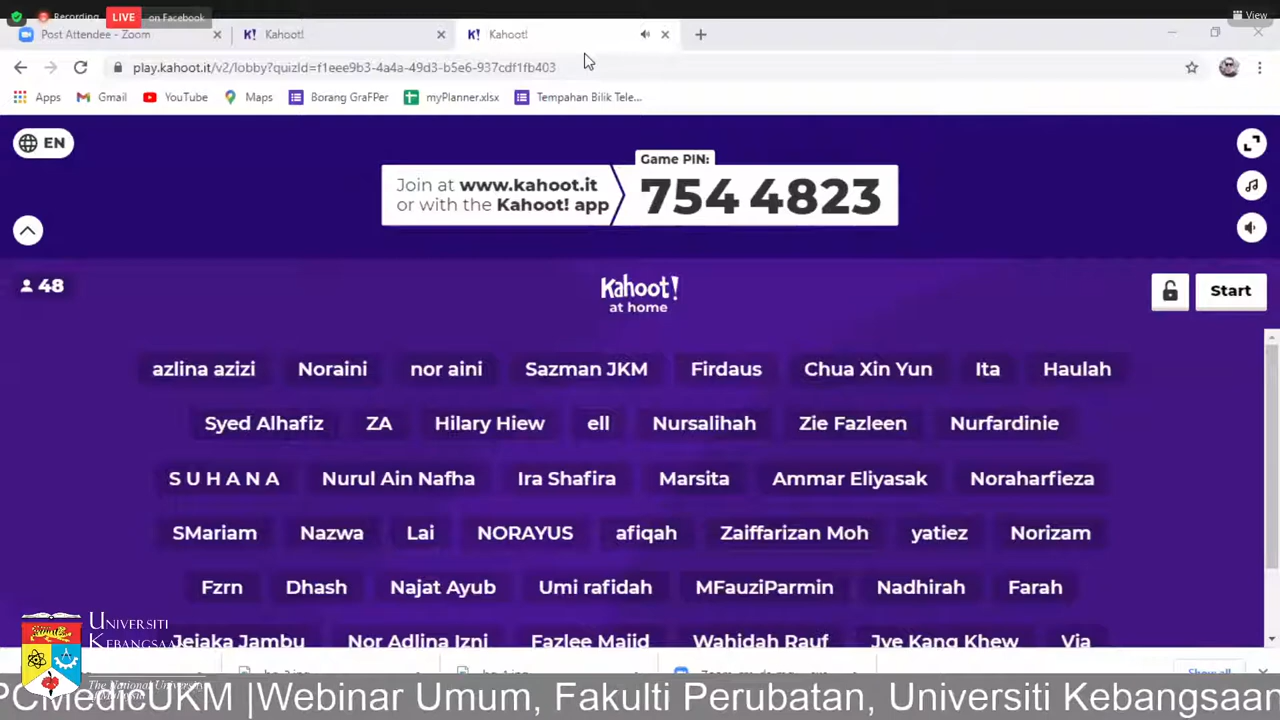 Recording LIVE on Facebook
View
Post Attendee - Zoom
Kahoot!
Kahoot!
play.kahoot.it/v2/lobby?quizId=f1eee9b3-4a4a-49d3-b5e6-937cdf1fb403
Apps Gmail YouTube Maps Borang GraFPer myPlanner.xlsx Tempahan Bilik Tele...
EN
Game PIN:
Join at www.kahoot.it
or with the Kahoot! app
754 4823
48
Kahoot!
at home
Start
azlina azizi Noraini nor aini Sazman JKM Firdaus Chua Xin Yun Ita Haulah
Syed Alhafiz ZA Hilary Hiew ell Nursalihah Zie Fazleen Nurfardinie
S U H A N A Nurul Ain Nafha Ira Shafira Marsita Ammar Eliyasak Noraharfieza
SMariam Nazwa Lai NORAYUS afiqah Zaiffarizan Moh yatiez Norizam
Fzrn Dhash Najat Ayub Umi rafidah MFauziParmin Nadhirah Farah
Jejaka Jambu Nor Adlina Izni Fazlee Majid Wahidah Rauf Jye Kang Khew Via
UNIVERSITI
The National University
Show all
PCMedicUKM |Webinar Umum, Fakulti Perubatan, Universiti Kebangsaan